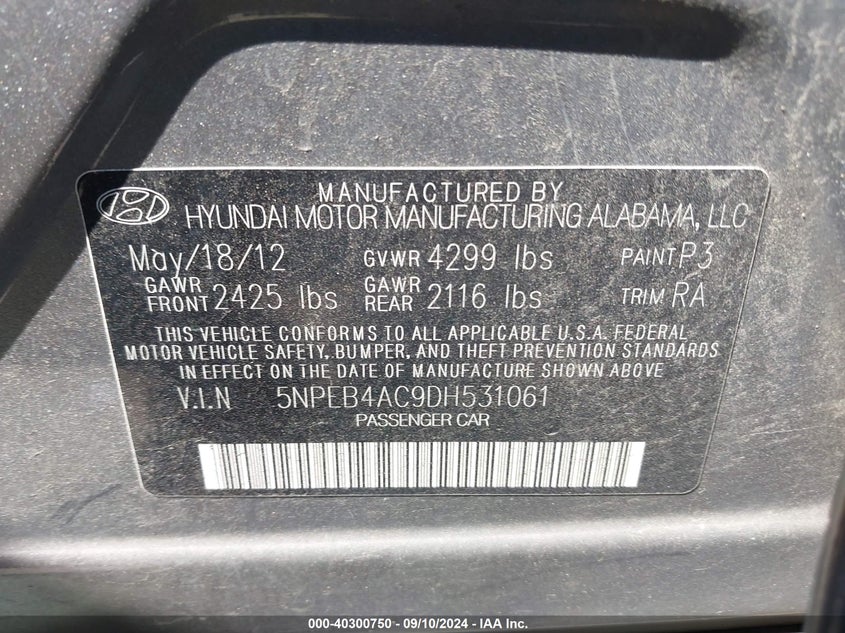 MANUFACTURED BY
HYUNDAI MOTOR MANUFACTURING ALABAMA, LLC
May/18/12 GVWR 4299 lbs PAINT P3
GAWR FRONT 2425 lbs GAWR REAR 2116 lbs TRIM RA
THIS VEHICLE CONFORMS TO ALL APPLICABLE U.S.A. FEDERAL
MOTOR VEHICLE SAFETY, BUMPER, AND THEFT PREVENTION STANDARDS
IN EFFECT ON THE DATE OF MANUFACTURE SHOWN ABOVE
V.I.N 5NPEB4AC9DH531061
PASSENGER CAR
000-40300750 - 09/10/2024 - IAA Inc.